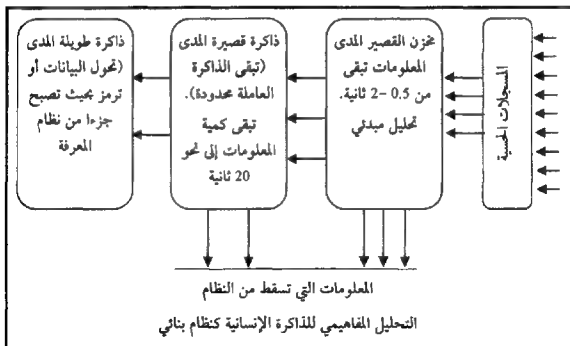 المسجلات الحسية
مخزن القصير المدى
المعلومات تبقى
من 0.5 –2 ثانية.
تحليل مبدئي
ذاكرة قصيرة المدى
(تبقى الذاكرة
العاملة محدودة).
تبقى كمية
المعلومات إلى نحو
20 ثانية
ذاكرة طويلة المدى
(تحول البيانات أو
ترمز بحيث تصبح
جزءا من نظام
المعرفة
المعلومات التي تسقط من النظام
التحليل المفاهيمي للذاكرة الإنسانية كنظام بنائي